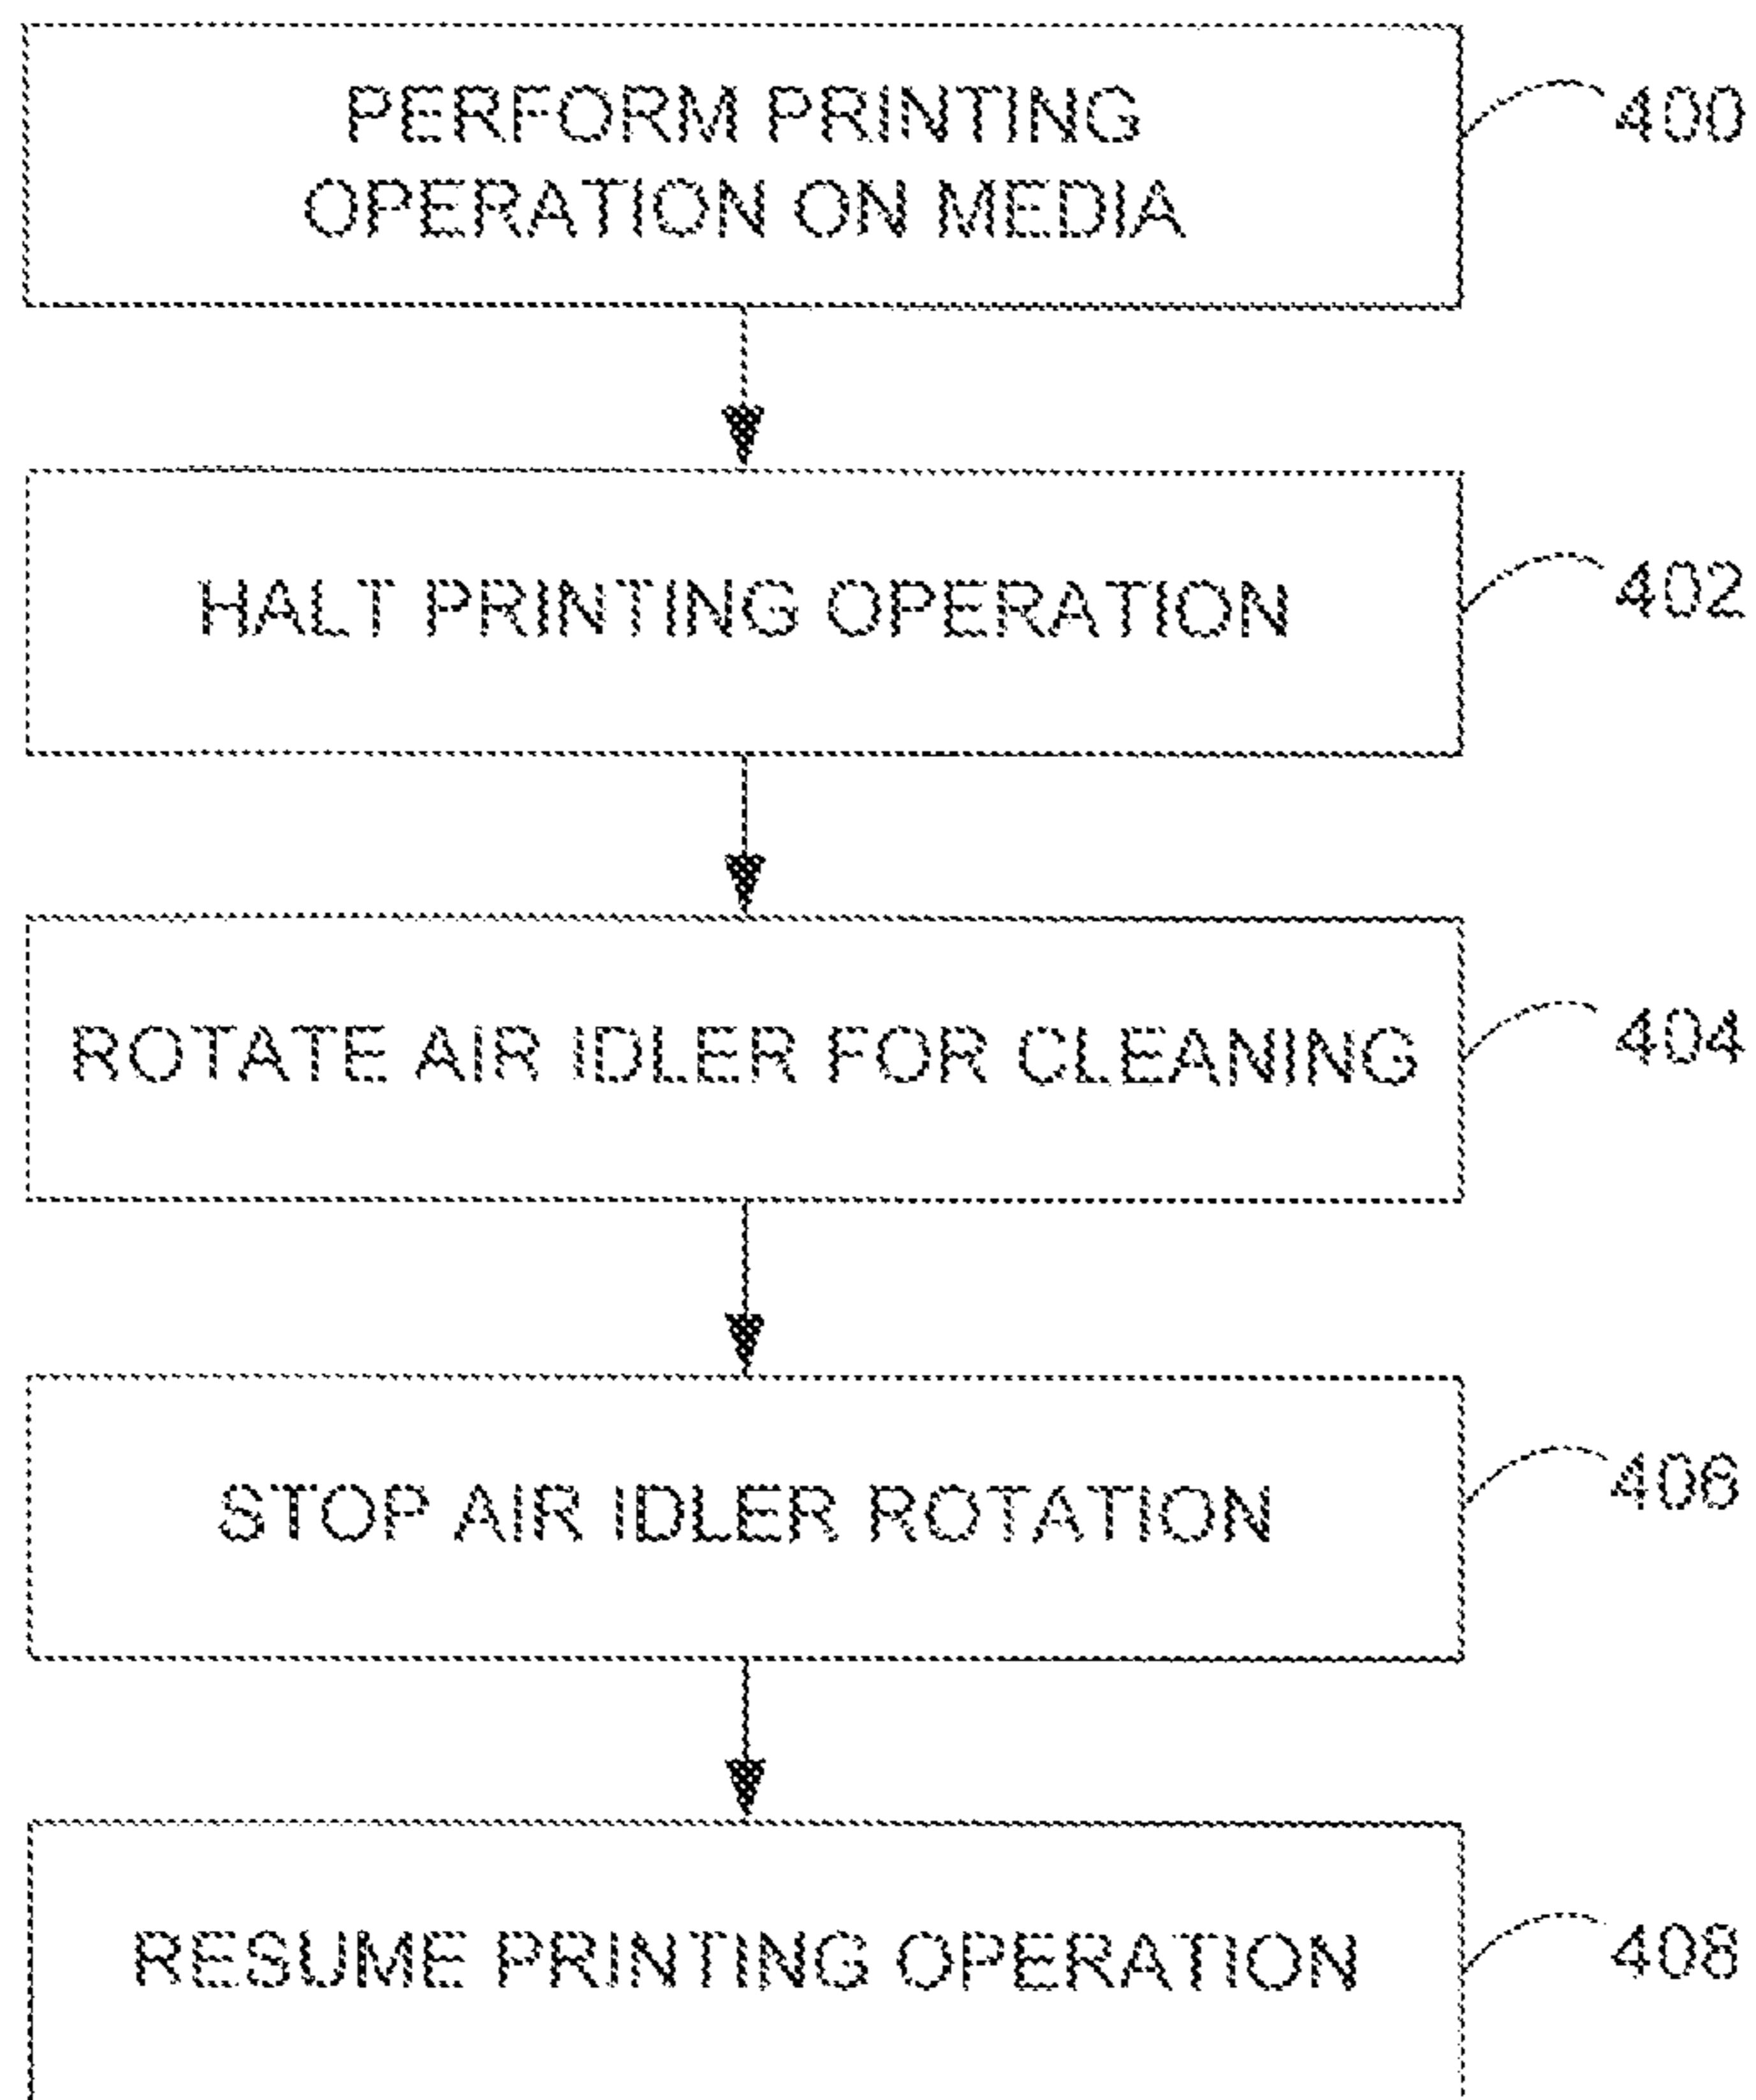 PERFORM PRINTING
OPERATION ON MEDIA
400
HALT PRINTING OPERATION
402
ROTATE AIR IDLER FOR CLEANING
404
STOP AIR IDLER ROTATION
406
RESUME PRINTING OPERATION
408